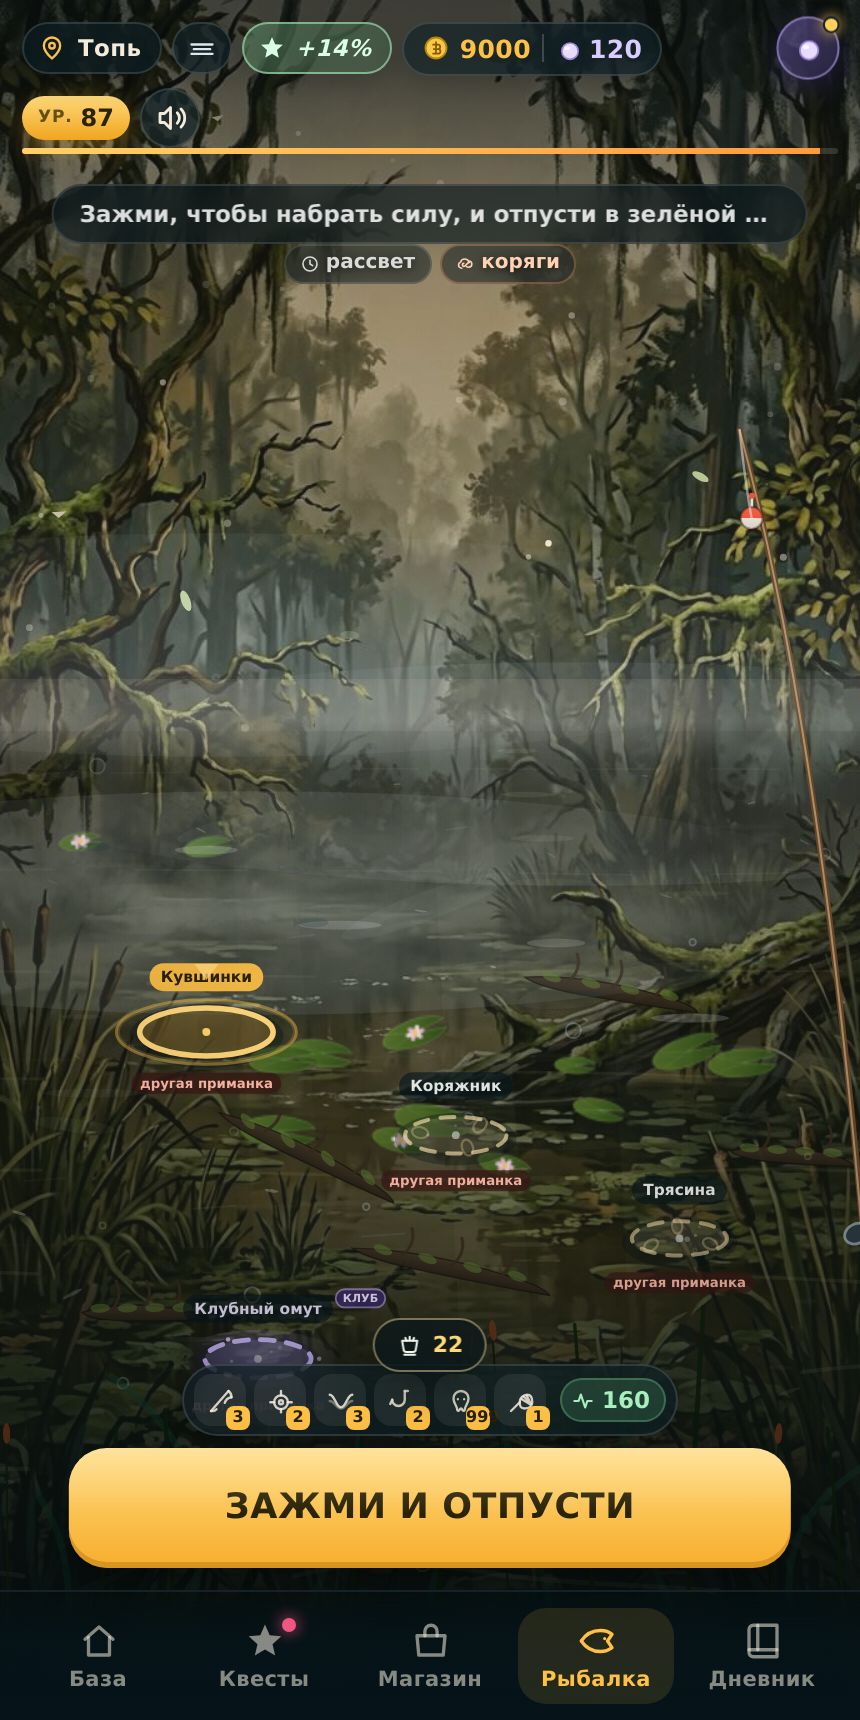 Топь
+14%
9000
120
УР. 87
Зажми, чтобы набрать силу, и отпусти в зелёной ...
рассвет
коряги
Кувшинки
другая приманка
Коряжник
другая приманка
Трясина
другая приманка
Клубный омут
КЛУБ
22
3
2
3
2
99
1
160
ЗАЖМИ И ОТПУСТИ
База
Квесты
Магазин
Рыбалка
Дневник